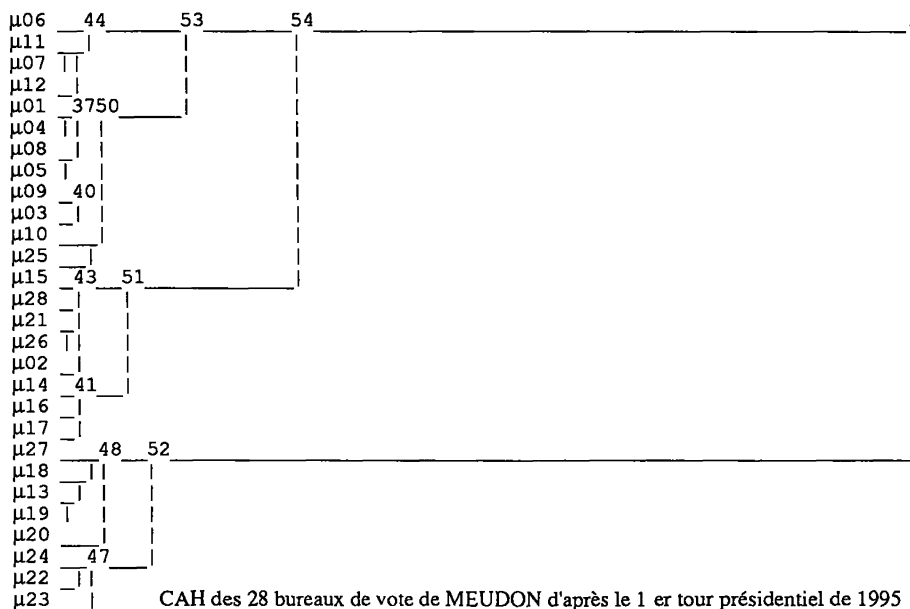 µ06 44 53 54
µ11
µ07
µ12
µ01 3750
µ04
µ08
µ05
µ09 40
µ03
µ10
µ25
µ15 43 51
µ28
µ21
µ26
µ02
µ14 41
µ16
µ17
µ27 48 52
µ18
µ13
µ19
µ20
µ24 47
µ22
µ23 CAH des 28 bureaux de vote de MEUDON d'après le 1 er tour présidentiel de 1995